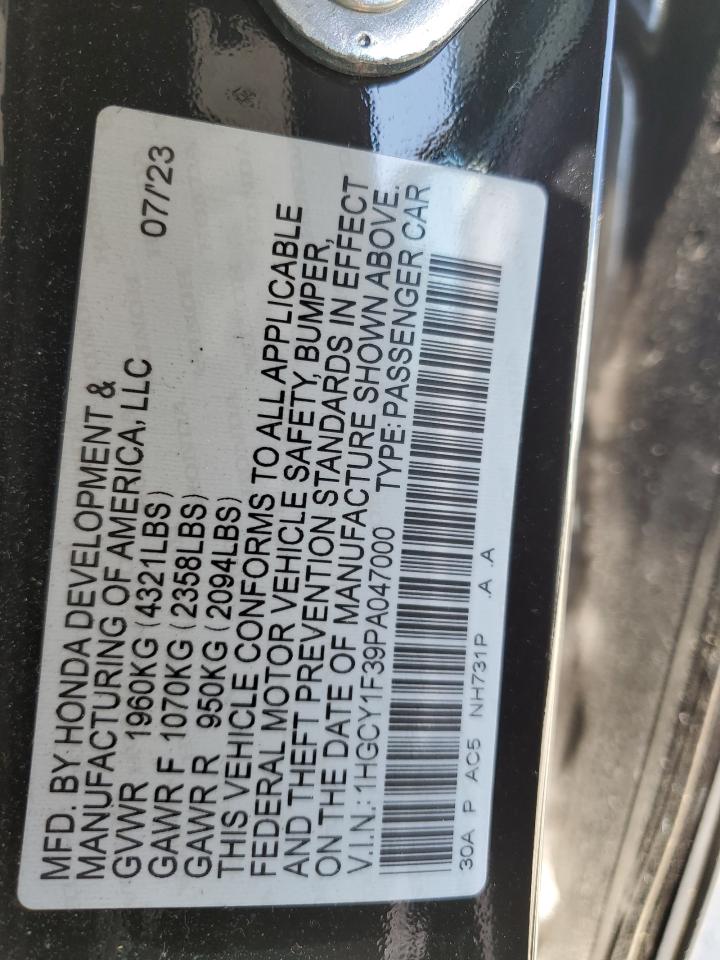 MFD. BY HONDA DEVELOPMENT &
MANUFACTURING OF AMERICA, LLC 07/'23
GVWR 1960KG (4321LBS)
GAWR F 1070KG (2358LBS)
GAWR R 950KG (2094LBS)
THIS VEHICLE CONFORMS TO ALL APPLICABLE
FEDERAL MOTOR VEHICLE SAFETY, BUMPER,
AND THEFT PREVENTION STANDARDS IN EFFECT
ON THE DATE OF MANUFACTURE SHOWN ABOVE.
V.I.N.: 1HGCY1F39PA047000 TYPE: PASSENGER CAR
30A P AC5 NH731P .A .A